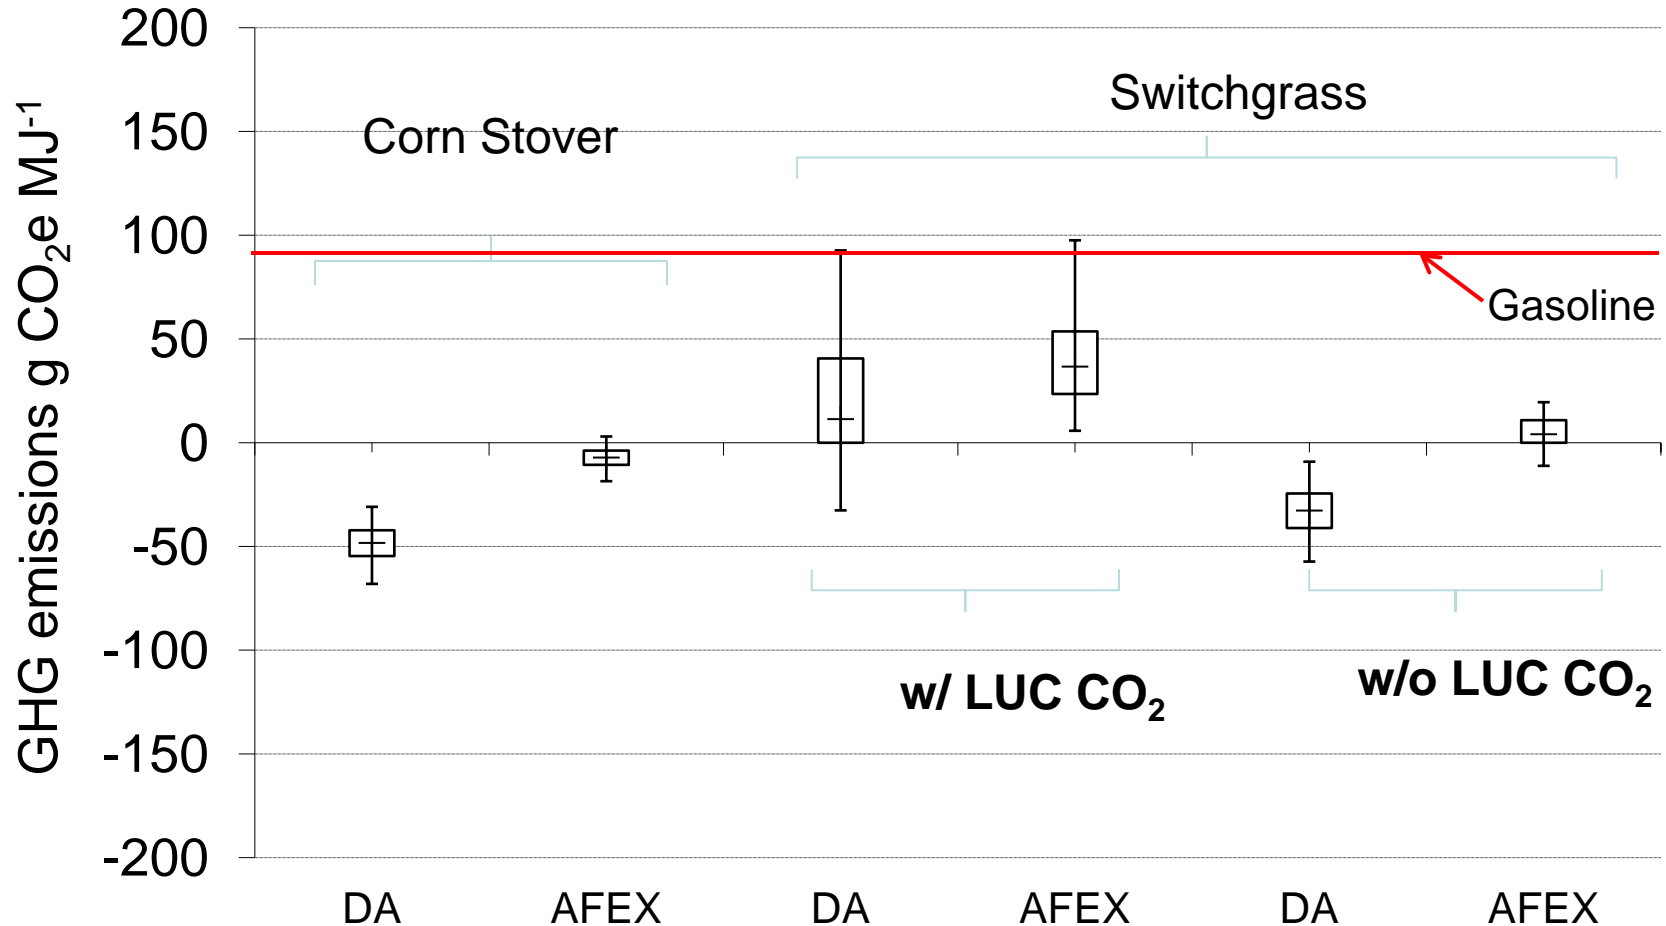 GHG emissions g CO₂e MJ⁻¹
200
150
100
50
0
-50
-100
-150
-200
Corn Stover
Switchgrass
Gasoline
w/ LUC CO₂
w/o LUC CO₂
DA AFEX DA AFEX DA AFEX